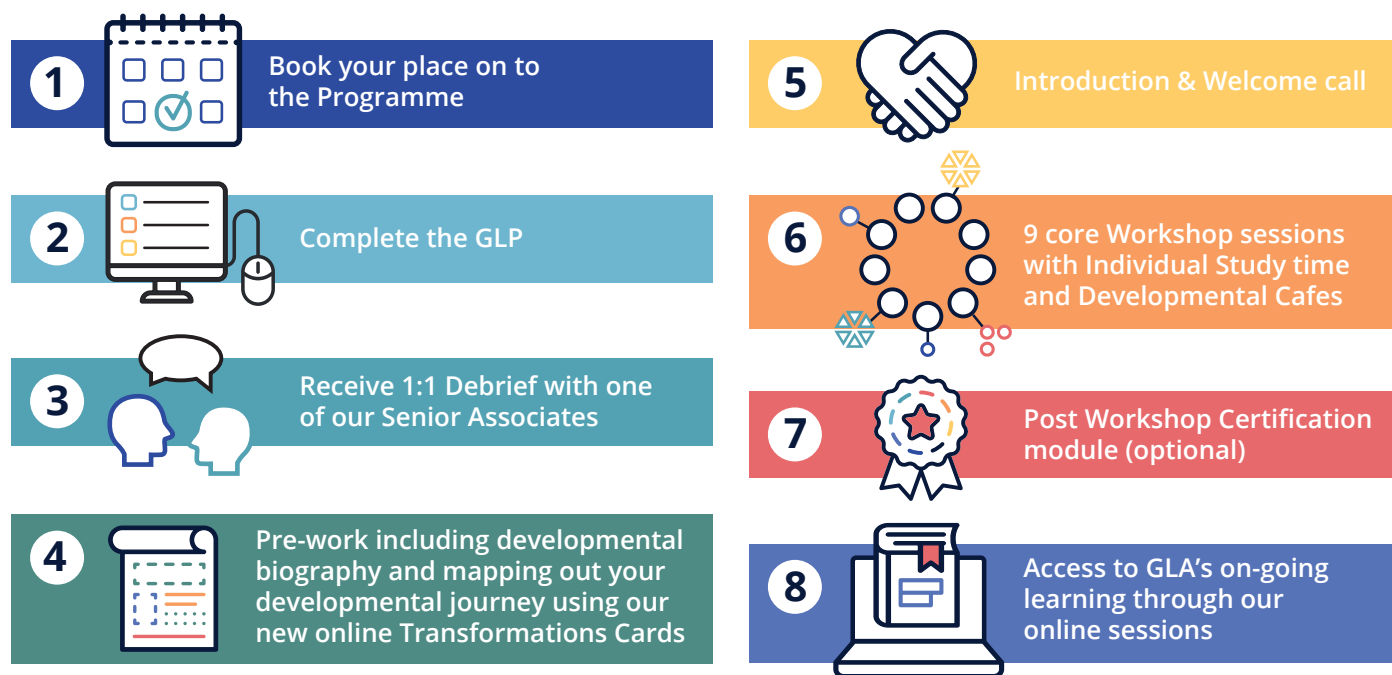 1
Book your place on to
the Programme
2
Complete the GLP
3
Receive 1:1 Debrief with one
of our Senior Associates
4
Pre-work including developmental
biography and mapping out your
developmental journey using our
new online Transformations Cards
5
Introduction & Welcome call
6
9 core Workshop sessions
with Individual Study time
and Developmental Cafes
7
Post Workshop Certification
module (optional)
8
Access to GLA’s on-going
learning through our
online sessions